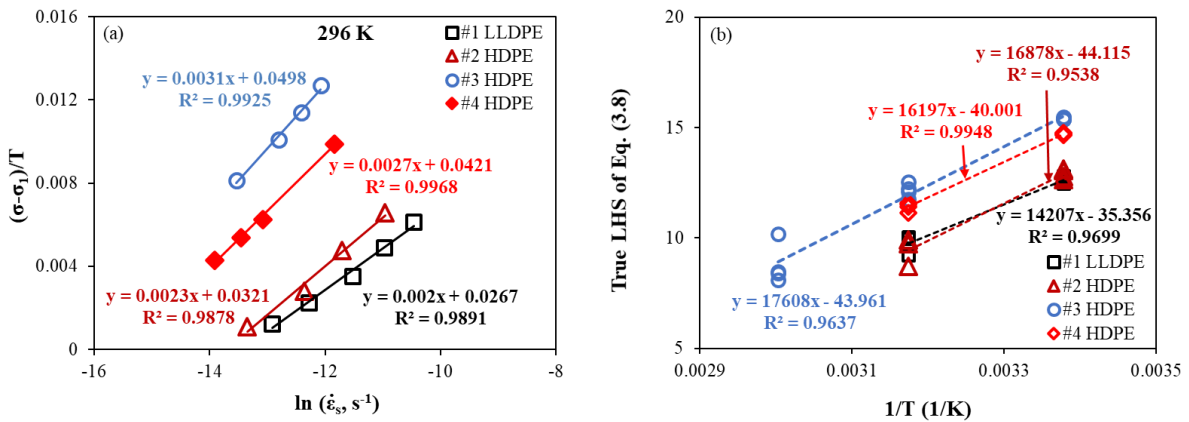 (a)
296 K
#1 LLDPE
#2 HDPE
#3 HDPE
#4 HDPE
y = 0.0031x + 0.0498
R² = 0.9925
y = 0.0027x + 0.0421
R² = 0.9968
y = 0.0023x + 0.0321
R² = 0.9878
y = 0.002x + 0.0267
R² = 0.9891
0.016
0.012
0.008
0.004
0
(σ-σ₁)/T
-16
-14
-12
-10
-8
ln (ε̇ₛ, s⁻¹)
(b)
y = 16878x - 44.115
R² = 0.9538
y = 16197x - 40.001
R² = 0.9948
y = 14207x - 35.356
R² = 0.9699
y = 17608x - 43.961
R² = 0.9637
#1 LLDPE
#2 HDPE
#3 HDPE
#4 HDPE
20
15
10
5
True LHS of Eq. (3.8)
0.0029
0.0031
0.0033
0.0035
1/T (1/K)